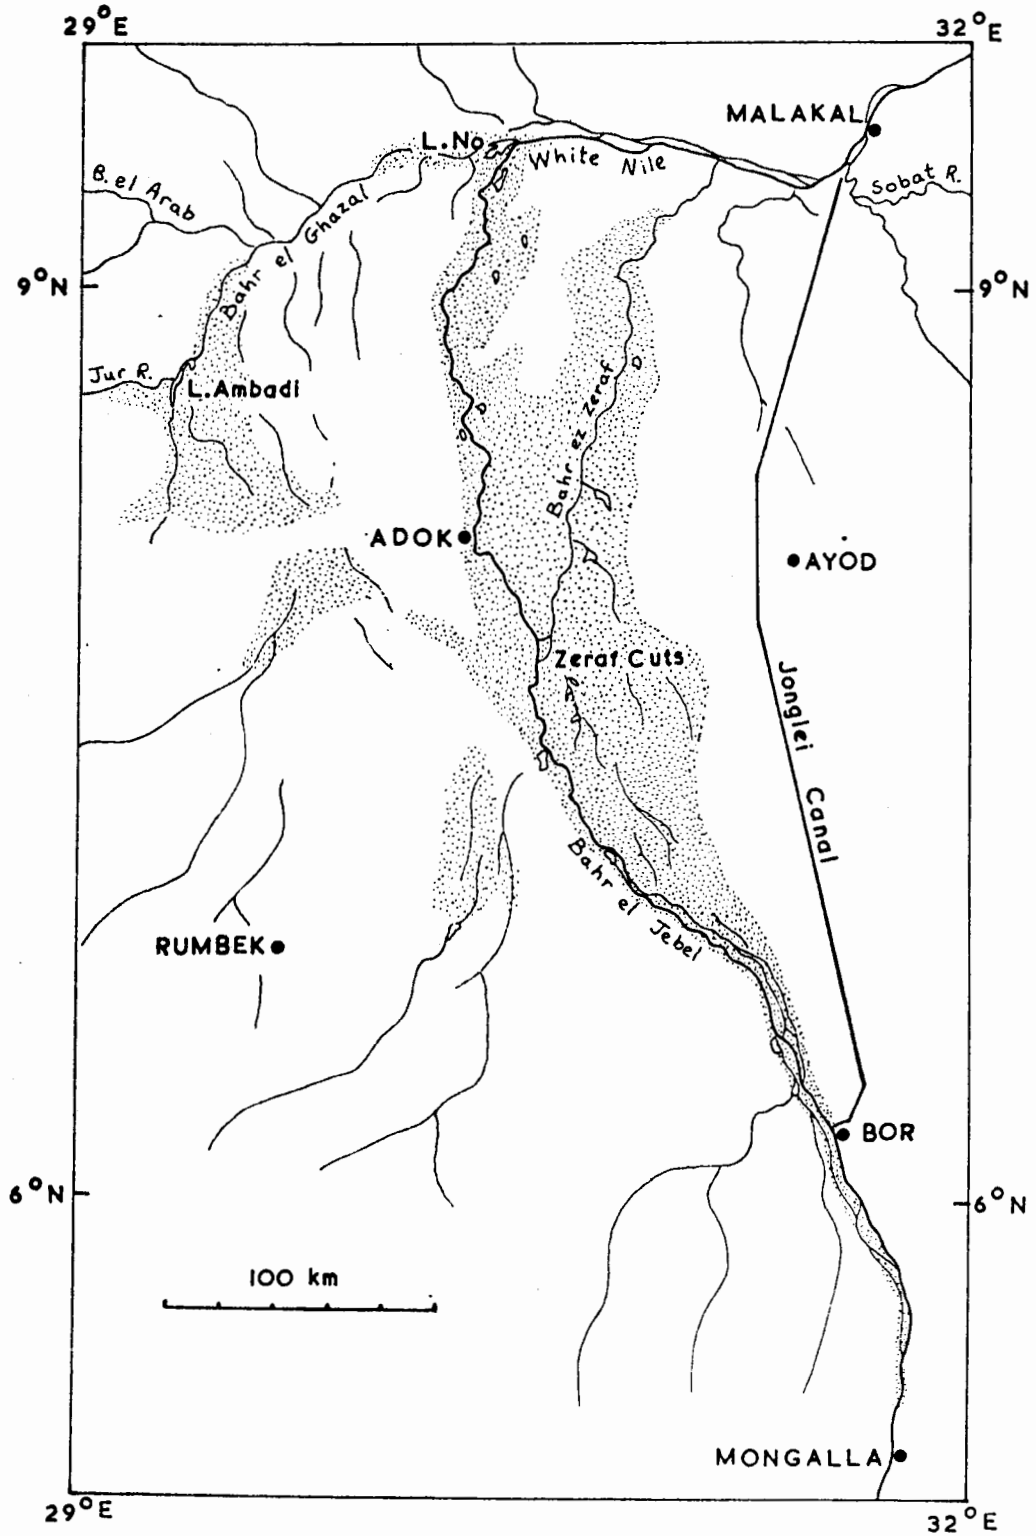 29°E
32°E
MALAKAL
L.No
White Nile
B. el Arab
Sobat R.
Bahr el Ghazal
9°N
9°N
Jur R.
L.Ambadi
Bahr ez Zeraf
ADOK
AYOD
Zeraf Cuts
Jonglei Canal
Bahr el Jebel
RUMBEK
BOR
6°N
6°N
100 km
MONGALLA
29°E
32°E